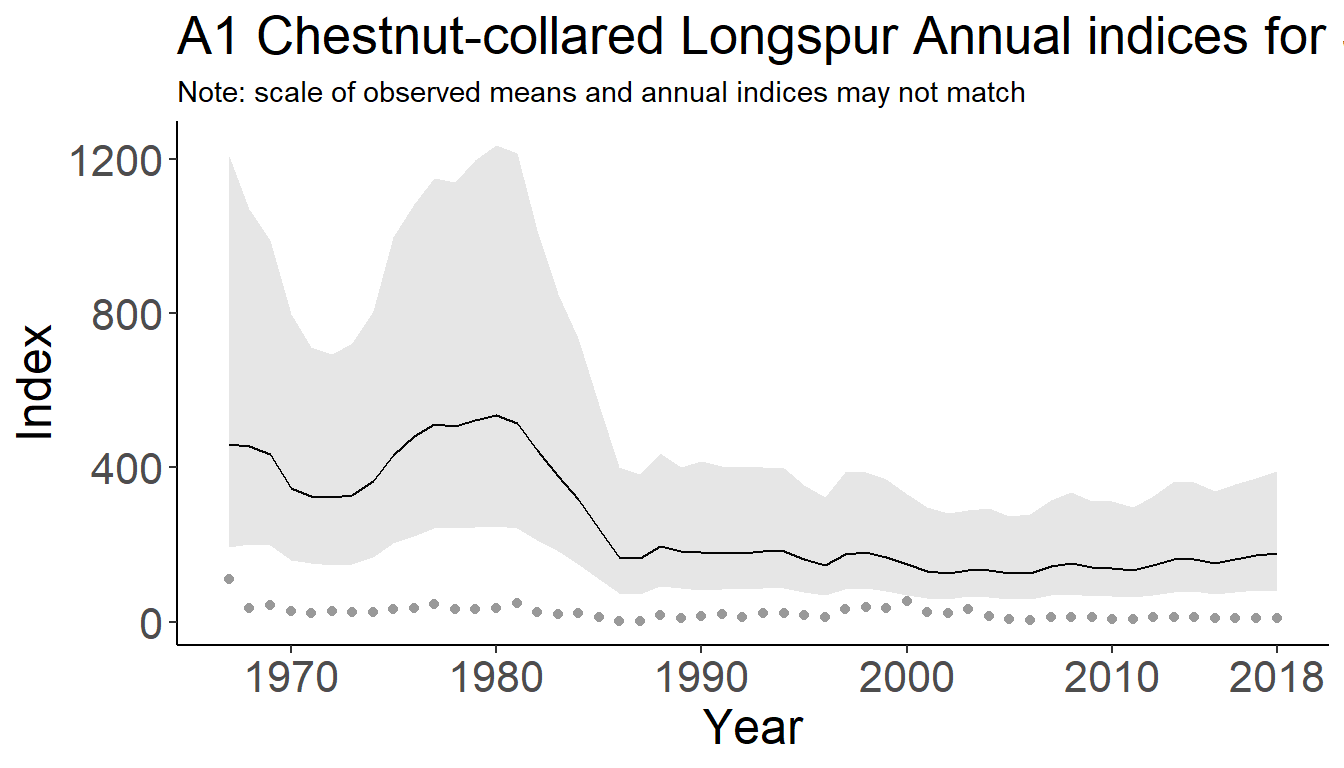 A1 Chestnut-collared Longspur Annual indices for
Note: scale of observed means and annual indices may not match
1200
800
400
0
Index
1970 1980 1990 2000 2010 2018
Year